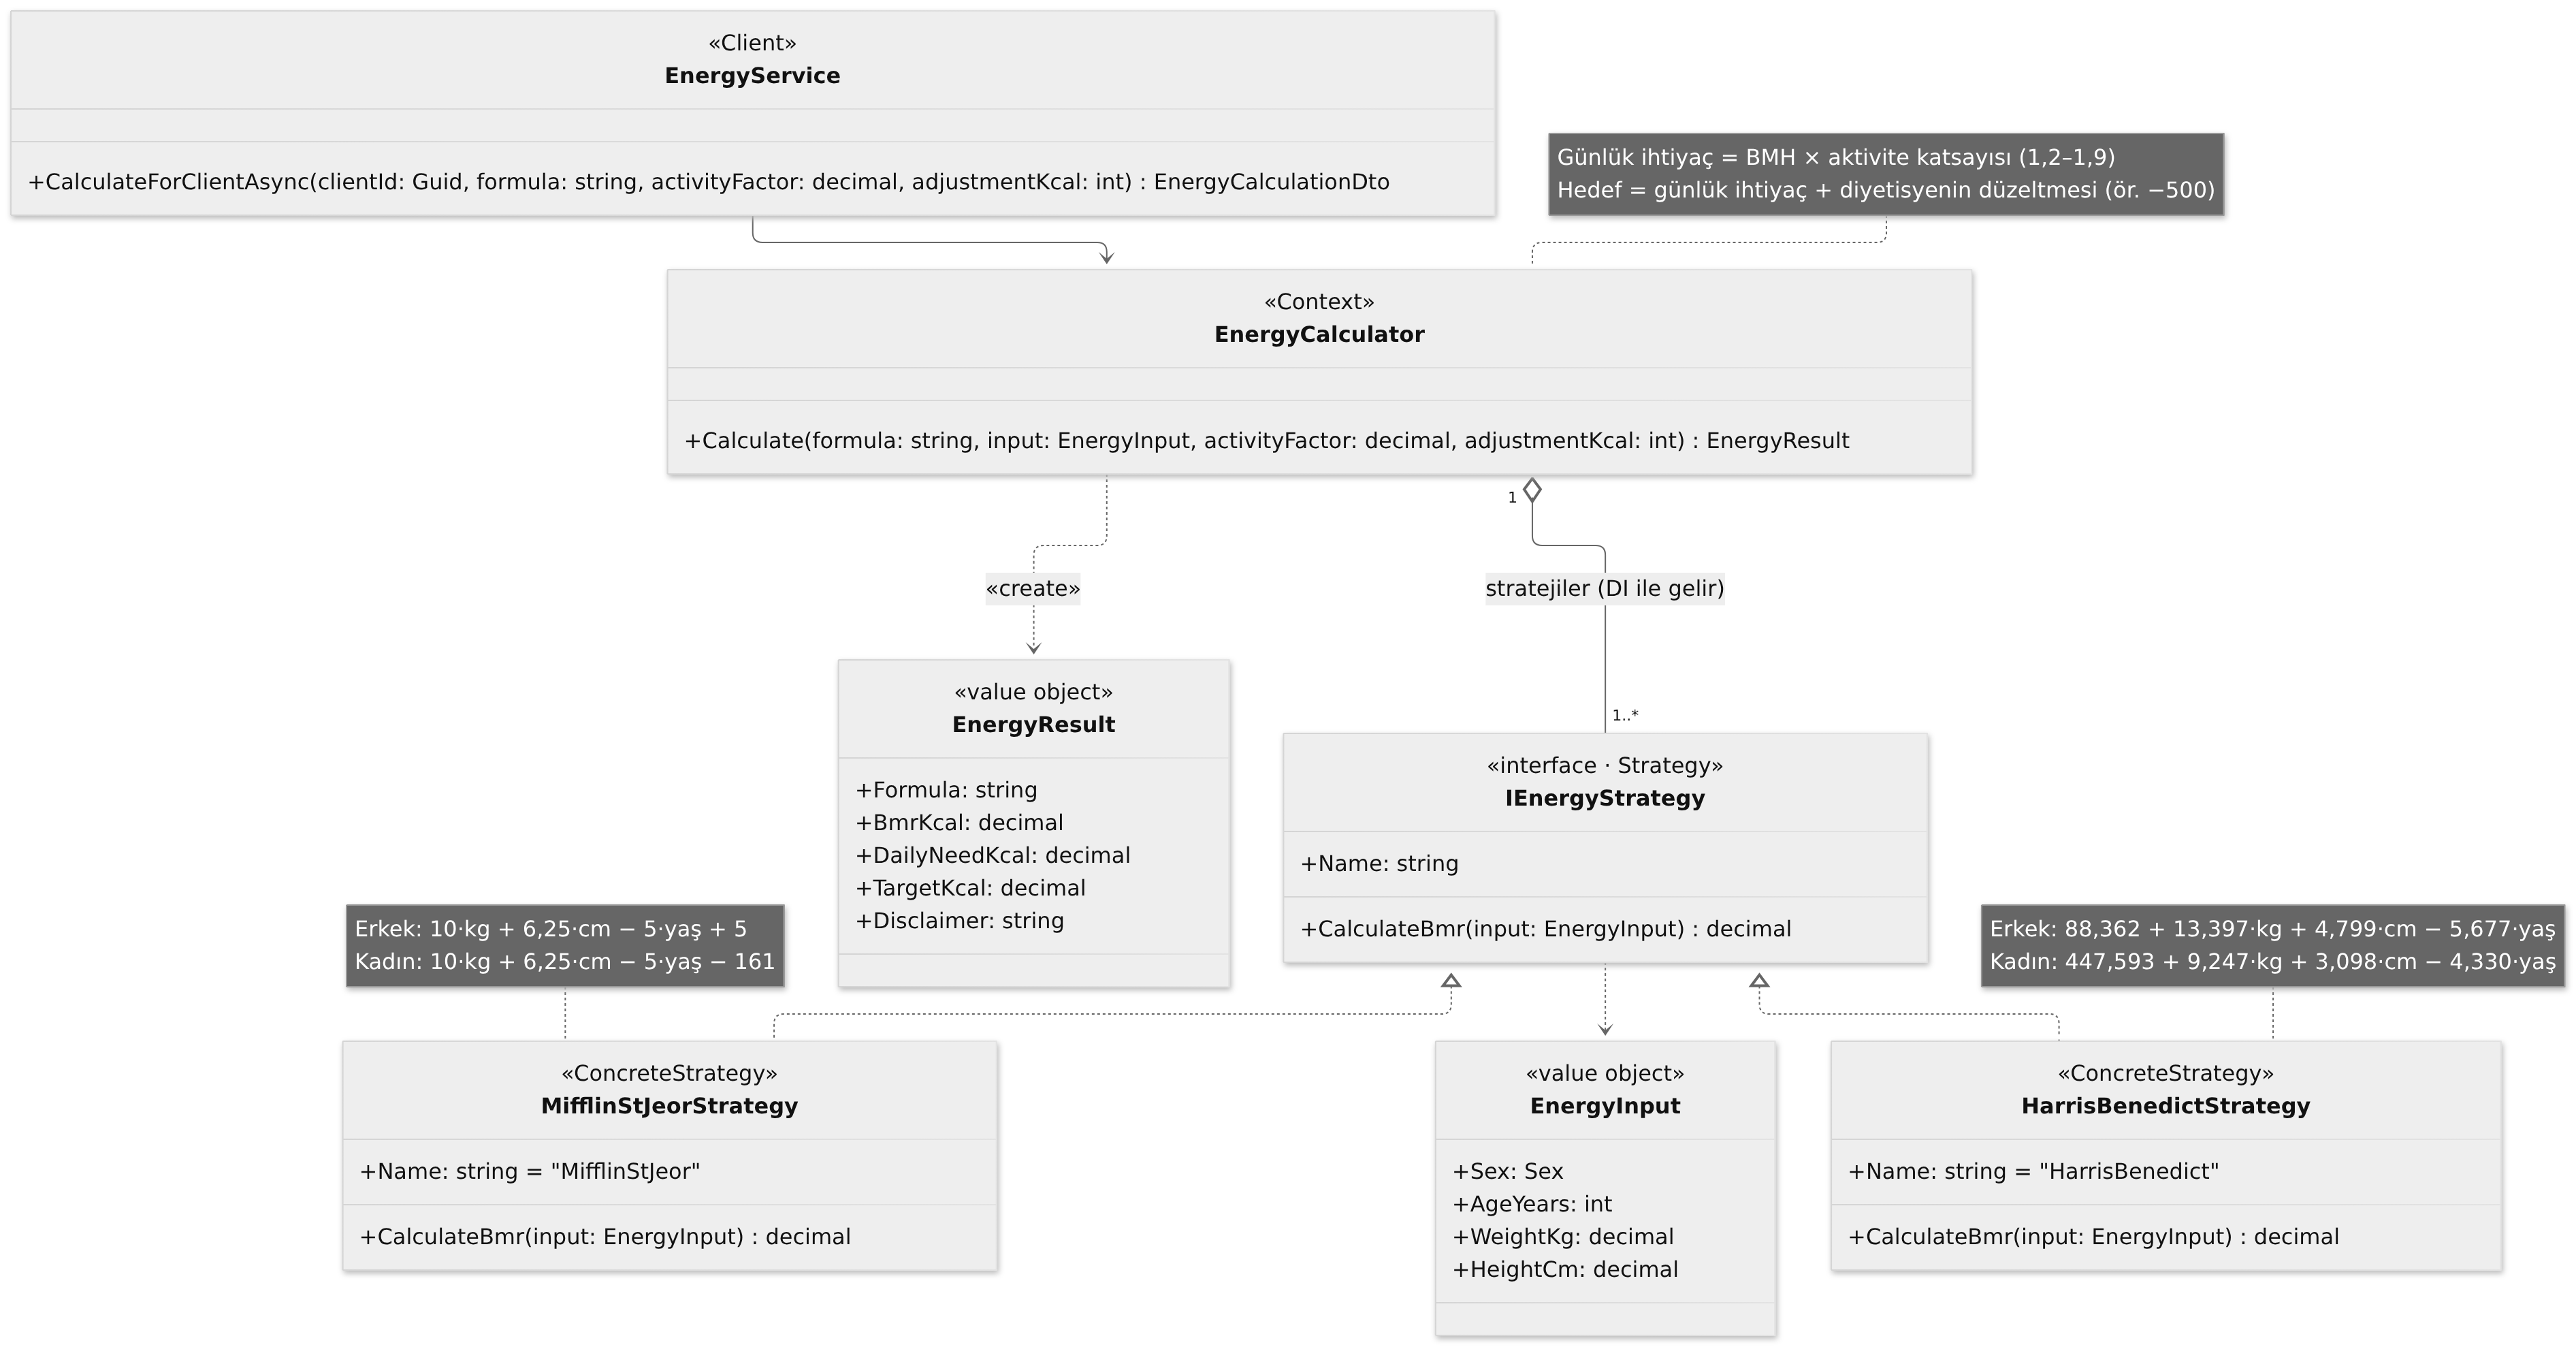 «Client»
EnergyService
+CalculateForClientAsync(clientId: Guid, formula: string, activityFactor: decimal, adjustmentKcal: int) : EnergyCalculationDto
Günlük ihtiyaç = BMH × aktivite katsayısı (1,2–1,9)
Hedef = günlük ihtiyaç + diyetisyenin düzeltmesi (ör. −500)
«Context»
EnergyCalculator
+Calculate(formula: string, input: EnergyInput, activityFactor: decimal, adjustmentKcal: int) : EnergyResult
1
«create»
stratejiler (DI ile gelir)
1..*
«value object»
EnergyResult
+Formula: string
+BmrKcal: decimal
+DailyNeedKcal: decimal
+TargetKcal: decimal
+Disclaimer: string
«interface · Strategy»
IEnergyStrategy
+Name: string
+CalculateBmr(input: EnergyInput) : decimal
Erkek: 10·kg + 6,25·cm − 5·yaş + 5
Kadın: 10·kg + 6,25·cm − 5·yaş − 161
Erkek: 88,362 + 13,397·kg + 4,799·cm − 5,677·yaş
Kadın: 447,593 + 9,247·kg + 3,098·cm − 4,330·yaş
«ConcreteStrategy»
MifflinStJeorStrategy
+Name: string = "MifflinStJeor"
+CalculateBmr(input: EnergyInput) : decimal
«value object»
EnergyInput
+Sex: Sex
+AgeYears: int
+WeightKg: decimal
+HeightCm: decimal
«ConcreteStrategy»
HarrisBenedictStrategy
+Name: string = "HarrisBenedict"
+CalculateBmr(input: EnergyInput) : decimal